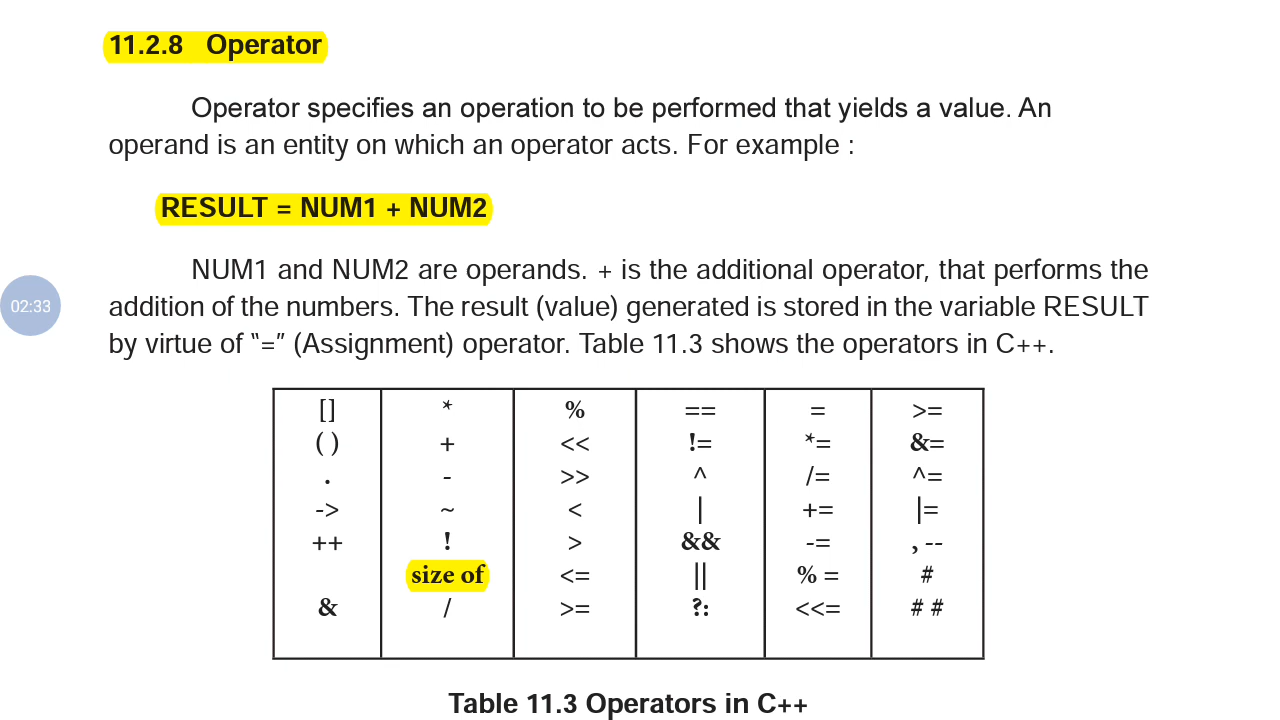 11.2.8 Operator
Operator specifies an operation to be performed that yields a value. An
operand is an entity on which an operator acts. For example :
RESULT = NUM1 + NUM2
NUM1 and NUM2 are operands. + is the additional operator, that performs the
02:33
addition of the numbers. The result (value) generated is stored in the variable RESULT
by virtue of “=” (Assignment) operator. Table 11.3 shows the operators in C++.
[] * % == = >=
( ) + << != *= &=
. - >> ^ /= ^=
-> ~ < | += |=
++ ! > && -= , --
size of <= || % = #
& / >= ?: <<= # #
Table 11.3 Operators in C++